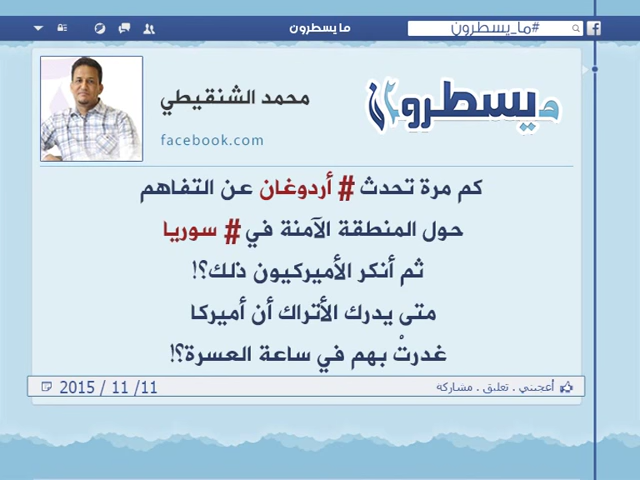 ما يسطرون
#ما_يسطرون
ما يسطرون
محمد الشنقيطي
facebook.com
كم مرة تحدث # أردوغان عن التفاهم
حول المنطقة الآمنة في # سوريا
ثم أنكر الأميركيون ذلك؟!
متى يدرك الأتراك أن أميركا
غدرتْ بهم في ساعة العسرة؟!
أعجبني . تعليق . مشاركة
2015 / 11 /11